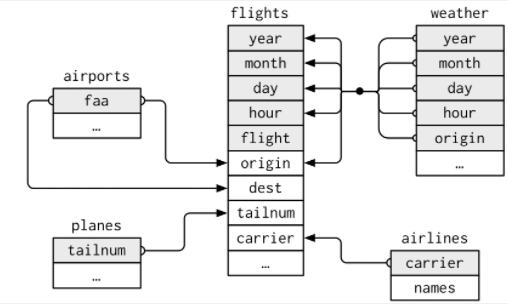 flights
year
month
day
hour
flight
origin
dest
tailnum
carrier
…
weather
year
month
day
hour
origin
…
airports
faa
…
planes
tailnum
…
airlines
carrier
names